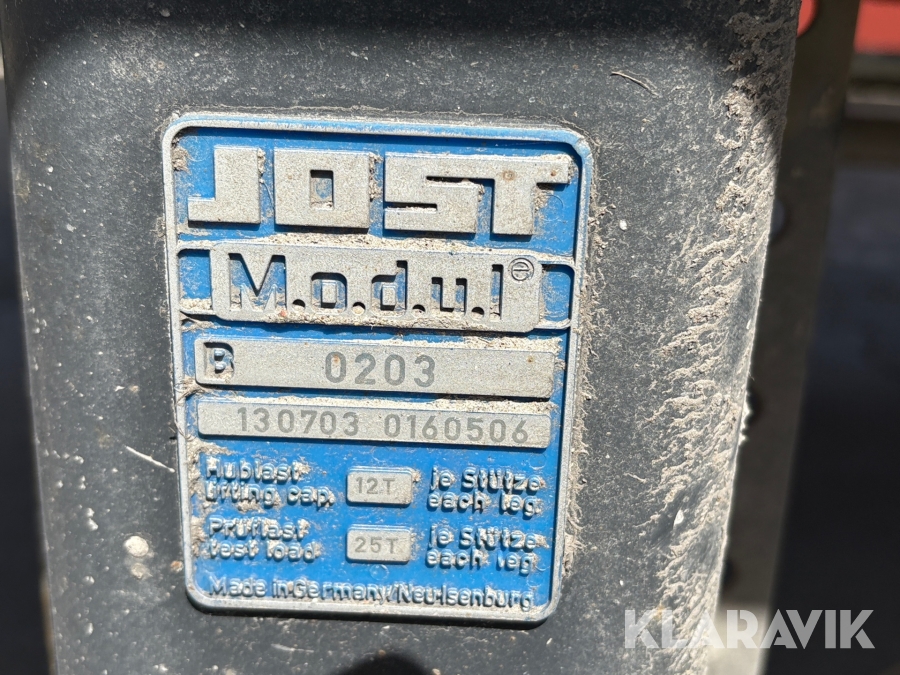 JOST
M.o.d.u.l®
B 0203
130703 0160506
Hublast 12T je Stütze
lifting cap. each leg
Prüflast 25T je Stütze
test load each leg
Made in Germany/Neu-Isenburg
KLARAVIK